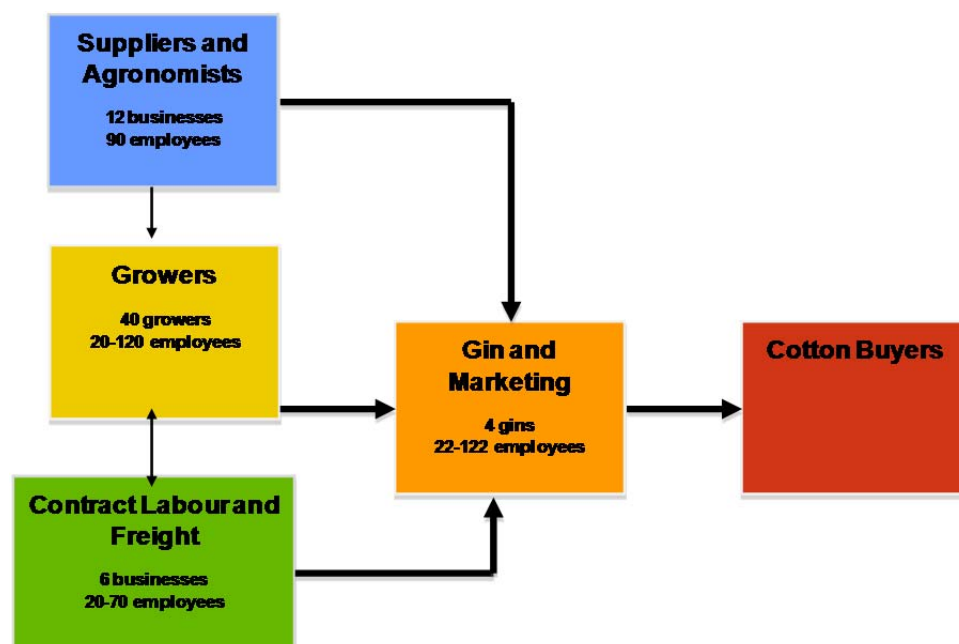 Suppliers and
Agronomists
12 businesses
90 employees
Growers
40 growers
20-120 employees
Contract Labour and
Freight
6 businesses
20-70 employees
Gin and
Marketing
4 gins
22-122 employees
Cotton Buyers